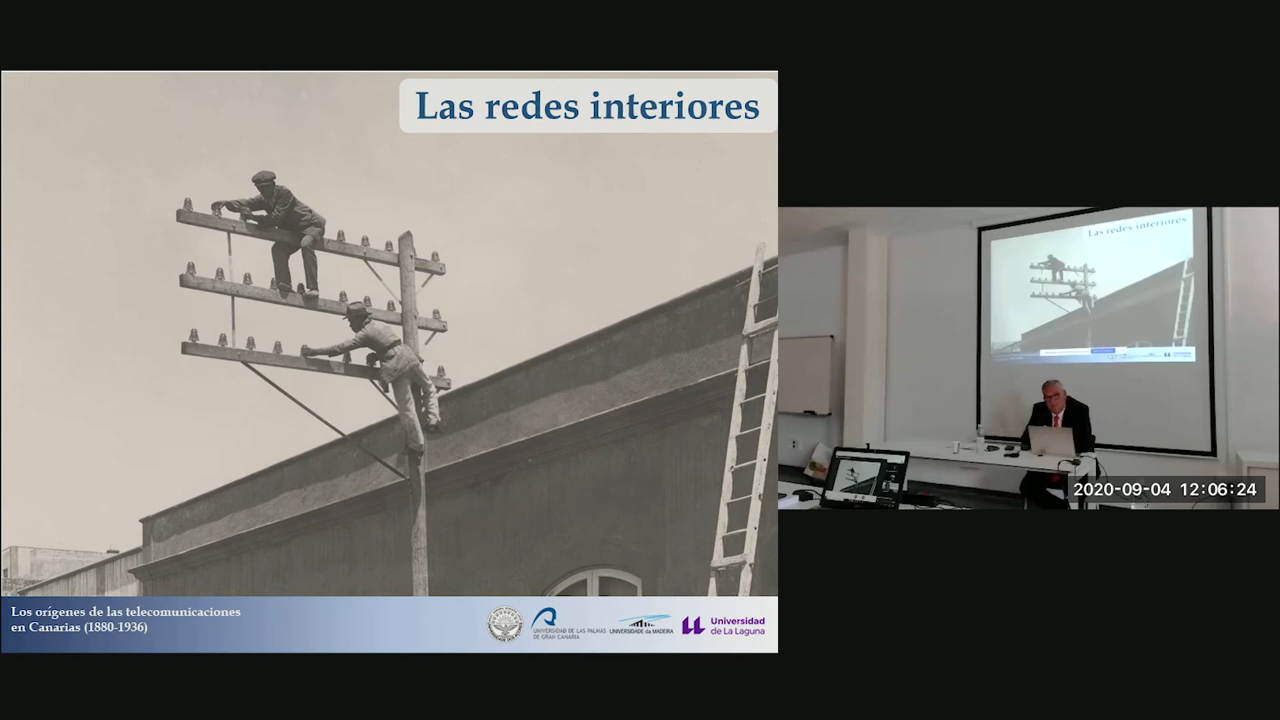 Las redes interiores
Los orígenes de las telecomunicaciones
en Canarias (1880-1936)
UNIVERSIDAD DE LAS PALMAS
DE GRAN CANARIA
UNIVERSIDADE da MADEIRA
Universidad
de La Laguna
Las redes interiores
2020-09-04 12:06:24